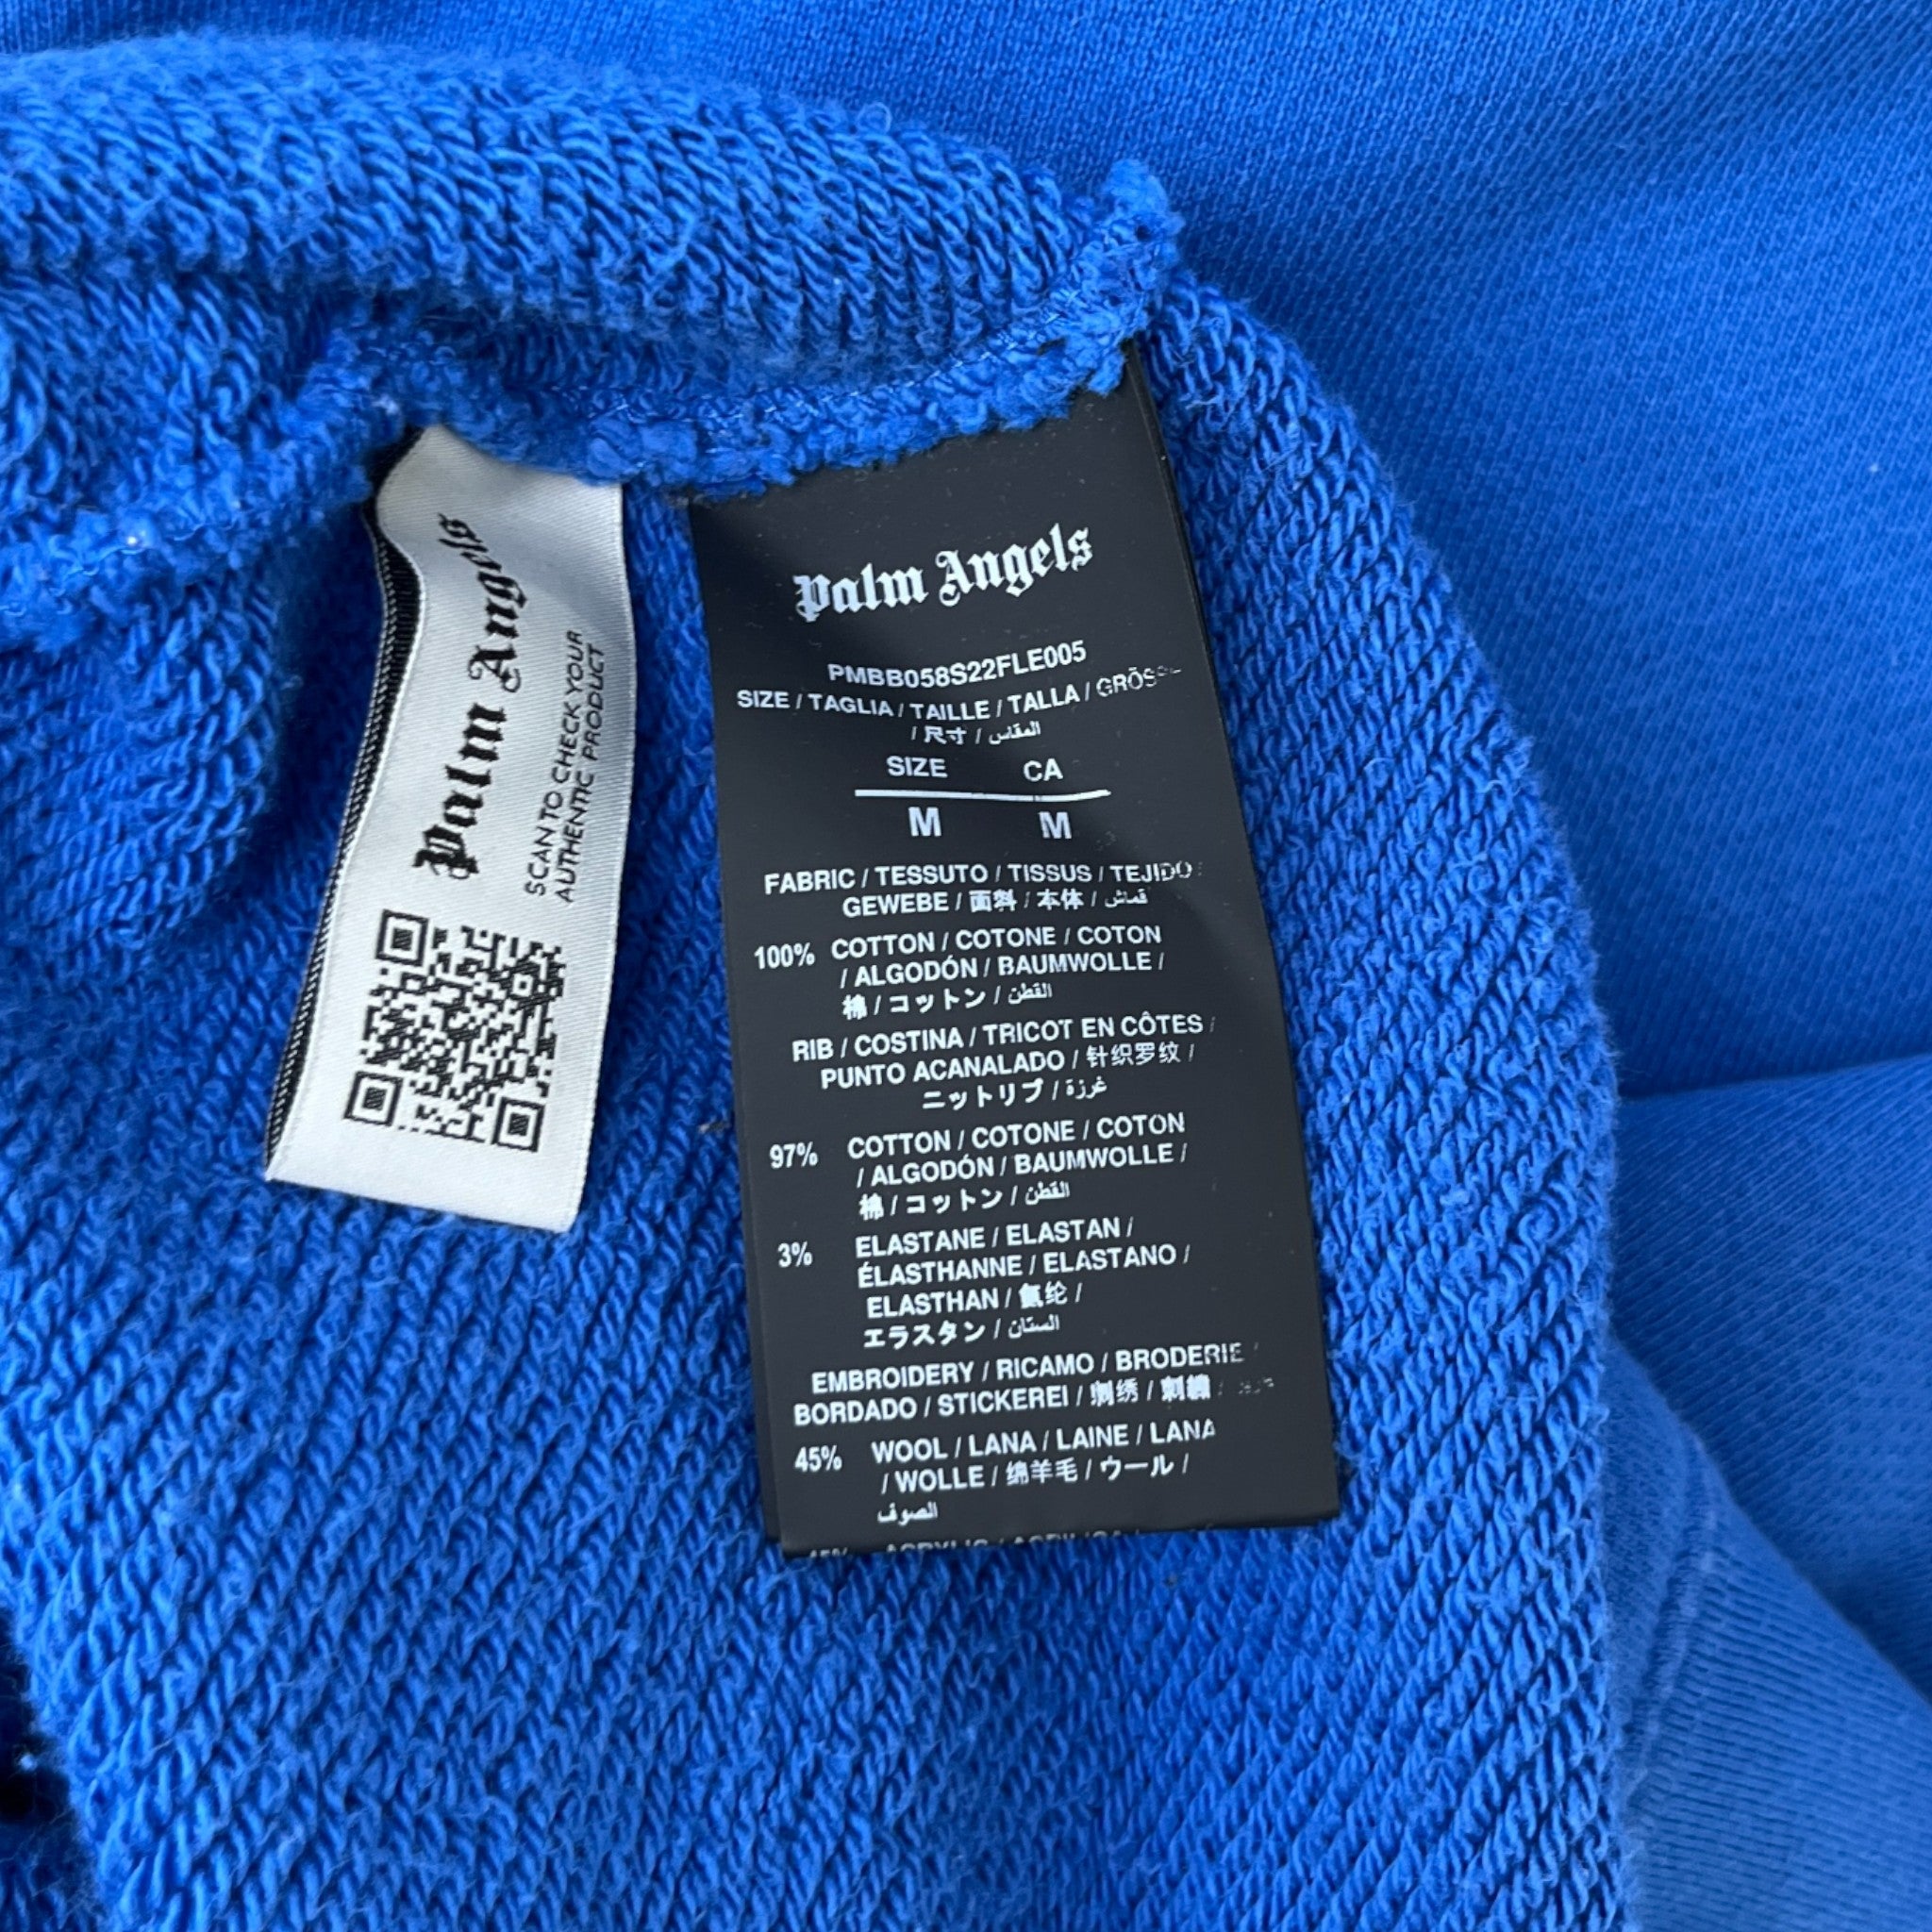 Palm Angels
SCAN TO CHECK YOUR
AUTHENTIC PRODUCT
Palm Angels
PMBB058S22FLE005
SIZE / TAGLIA / TAILLE / TALLA / GRÖSSE
/ 尺寸 / المقاس
SIZE CA
M M
FABRIC / TESSUTO / TISSUS / TEJIDO /
GEWEBE / 面料 / 本体 / قماش
100% COTTON / COTONE / COTON
/ ALGODÓN / BAUMWOLLE /
棉 / コットン / القطن
RIB / COSTINA / TRICOT EN CÔTES /
PUNTO ACANALADO / 针织罗纹 /
ニットリブ / غرزة
97% COTTON / COTONE / COTON
/ ALGODÓN / BAUMWOLLE /
棉 / コットン / القطن
3% ELASTANE / ELASTAN /
ÉLASTHANNE / ELASTANO /
ELASTHAN / 氨纶 /
エラスタン / الستان
EMBROIDERY / RICAMO / BRODERIE /
BORDADO / STICKEREI / 刺绣 / 刺繍 /
45% WOOL / LANA / LAINE / LANA
/ WOLLE / 绵羊毛 / ウール /
الصوف
45% ACRYLIC / ACRILICA /